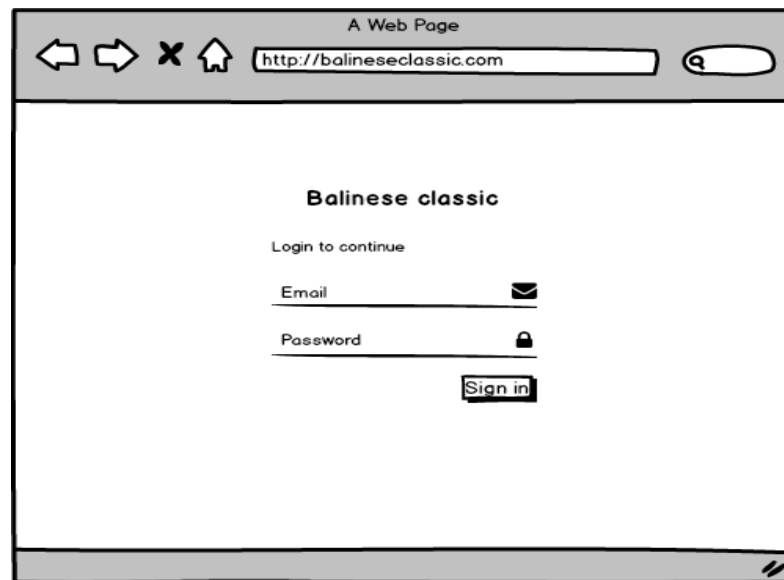 A Web Page
http://balineseclassic.com
Balinese classic
Login to continue
Email
Password
Sign in